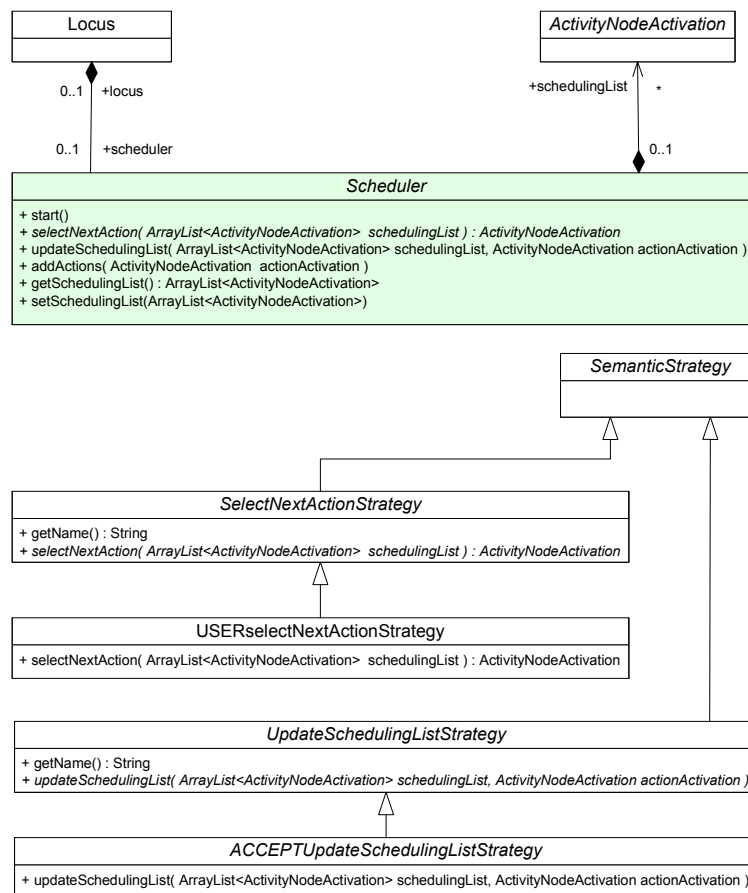 Locus
ActivityNodeActivation
0..1 +locus
+schedulingList *
0..1 +scheduler
0..1
Scheduler
+ start()
+ selectNextAction( ArrayList<ActivityNodeActivation> schedulingList ) : ActivityNodeActivation
+ updateSchedulingList( ArrayList<ActivityNodeActivation> schedulingList, ActivityNodeActivation actionActivation )
+ addActions( ActivityNodeActivation actionActivation )
+ getSchedulingList() : ArrayList<ActivityNodeActivation>
+ setSchedulingList(ArrayList<ActivityNodeActivation>)
SemanticStrategy
SelectNextActionStrategy
+ getName() : String
+ selectNextAction( ArrayList<ActivityNodeActivation> schedulingList ) : ActivityNodeActivation
USERselectNextActionStrategy
+ selectNextAction( ArrayList<ActivityNodeActivation> schedulingList ) : ActivityNodeActivation
UpdateSchedulingListStrategy
+ getName() : String
+ updateSchedulingList( ArrayList<ActivityNodeActivation> schedulingList, ActivityNodeActivation actionActivation )
ACCEPTUpdateSchedulingListStrategy
+ updateSchedulingList( ArrayList<ActivityNodeActivation> schedulingList, ActivityNodeActivation actionActivation )